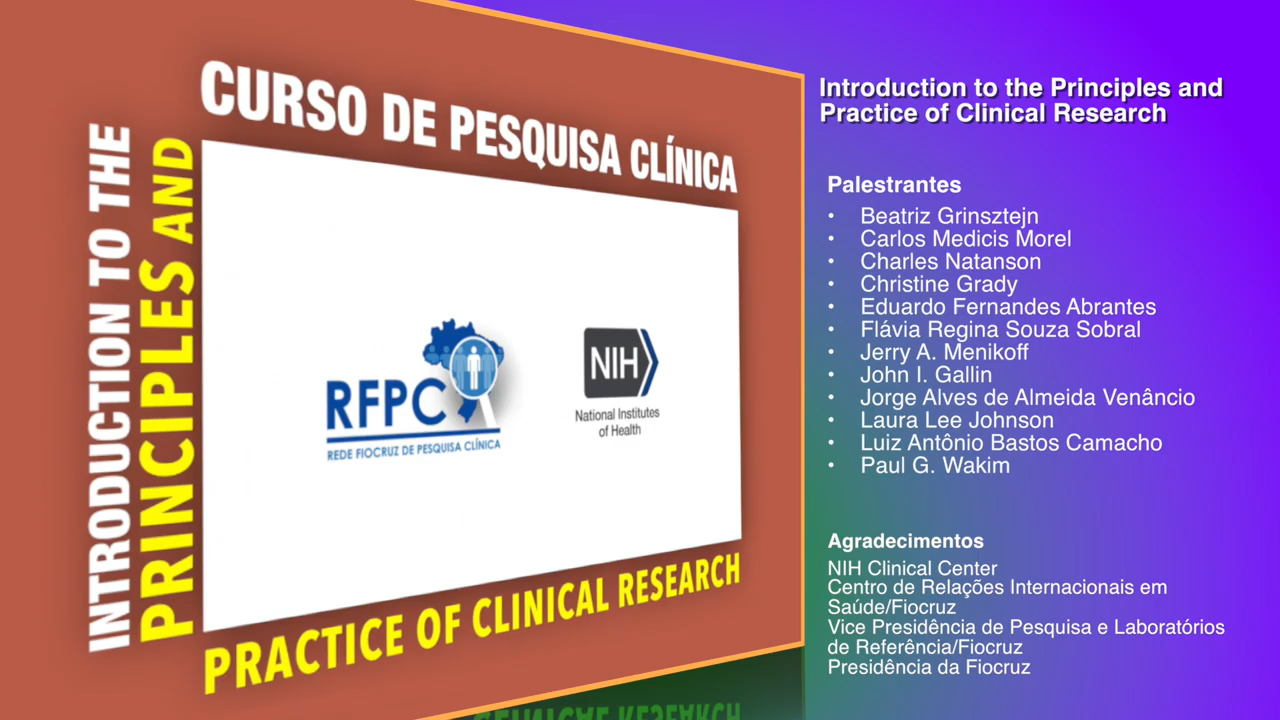 CURSO DE PESQUISA CLÍNICA
INTRODUCTION TO THE
PRINCIPLES AND
PRACTICE OF CLINICAL RESEARCH
RFPC
REDE FIOCRUZ DE PESQUISA CLÍNICA
NIH
National Institutes
of Health
Introduction to the Principles and
Practice of Clinical Research
Palestrantes
• Beatriz Grinsztejn
• Carlos Medicis Morel
• Charles Natanson
• Christine Grady
• Eduardo Fernandes Abrantes
• Flávia Regina Souza Sobral
• Jerry A. Menikoff
• John I. Gallin
• Jorge Alves de Almeida Venâncio
• Laura Lee Johnson
• Luiz Antônio Bastos Camacho
• Paul G. Wakim
Agradecimentos
NIH Clinical Center
Centro de Relações Internacionais em
Saúde/Fiocruz
Vice Presidência de Pesquisa e Laboratórios
de Referência/Fiocruz
Presidência da Fiocruz